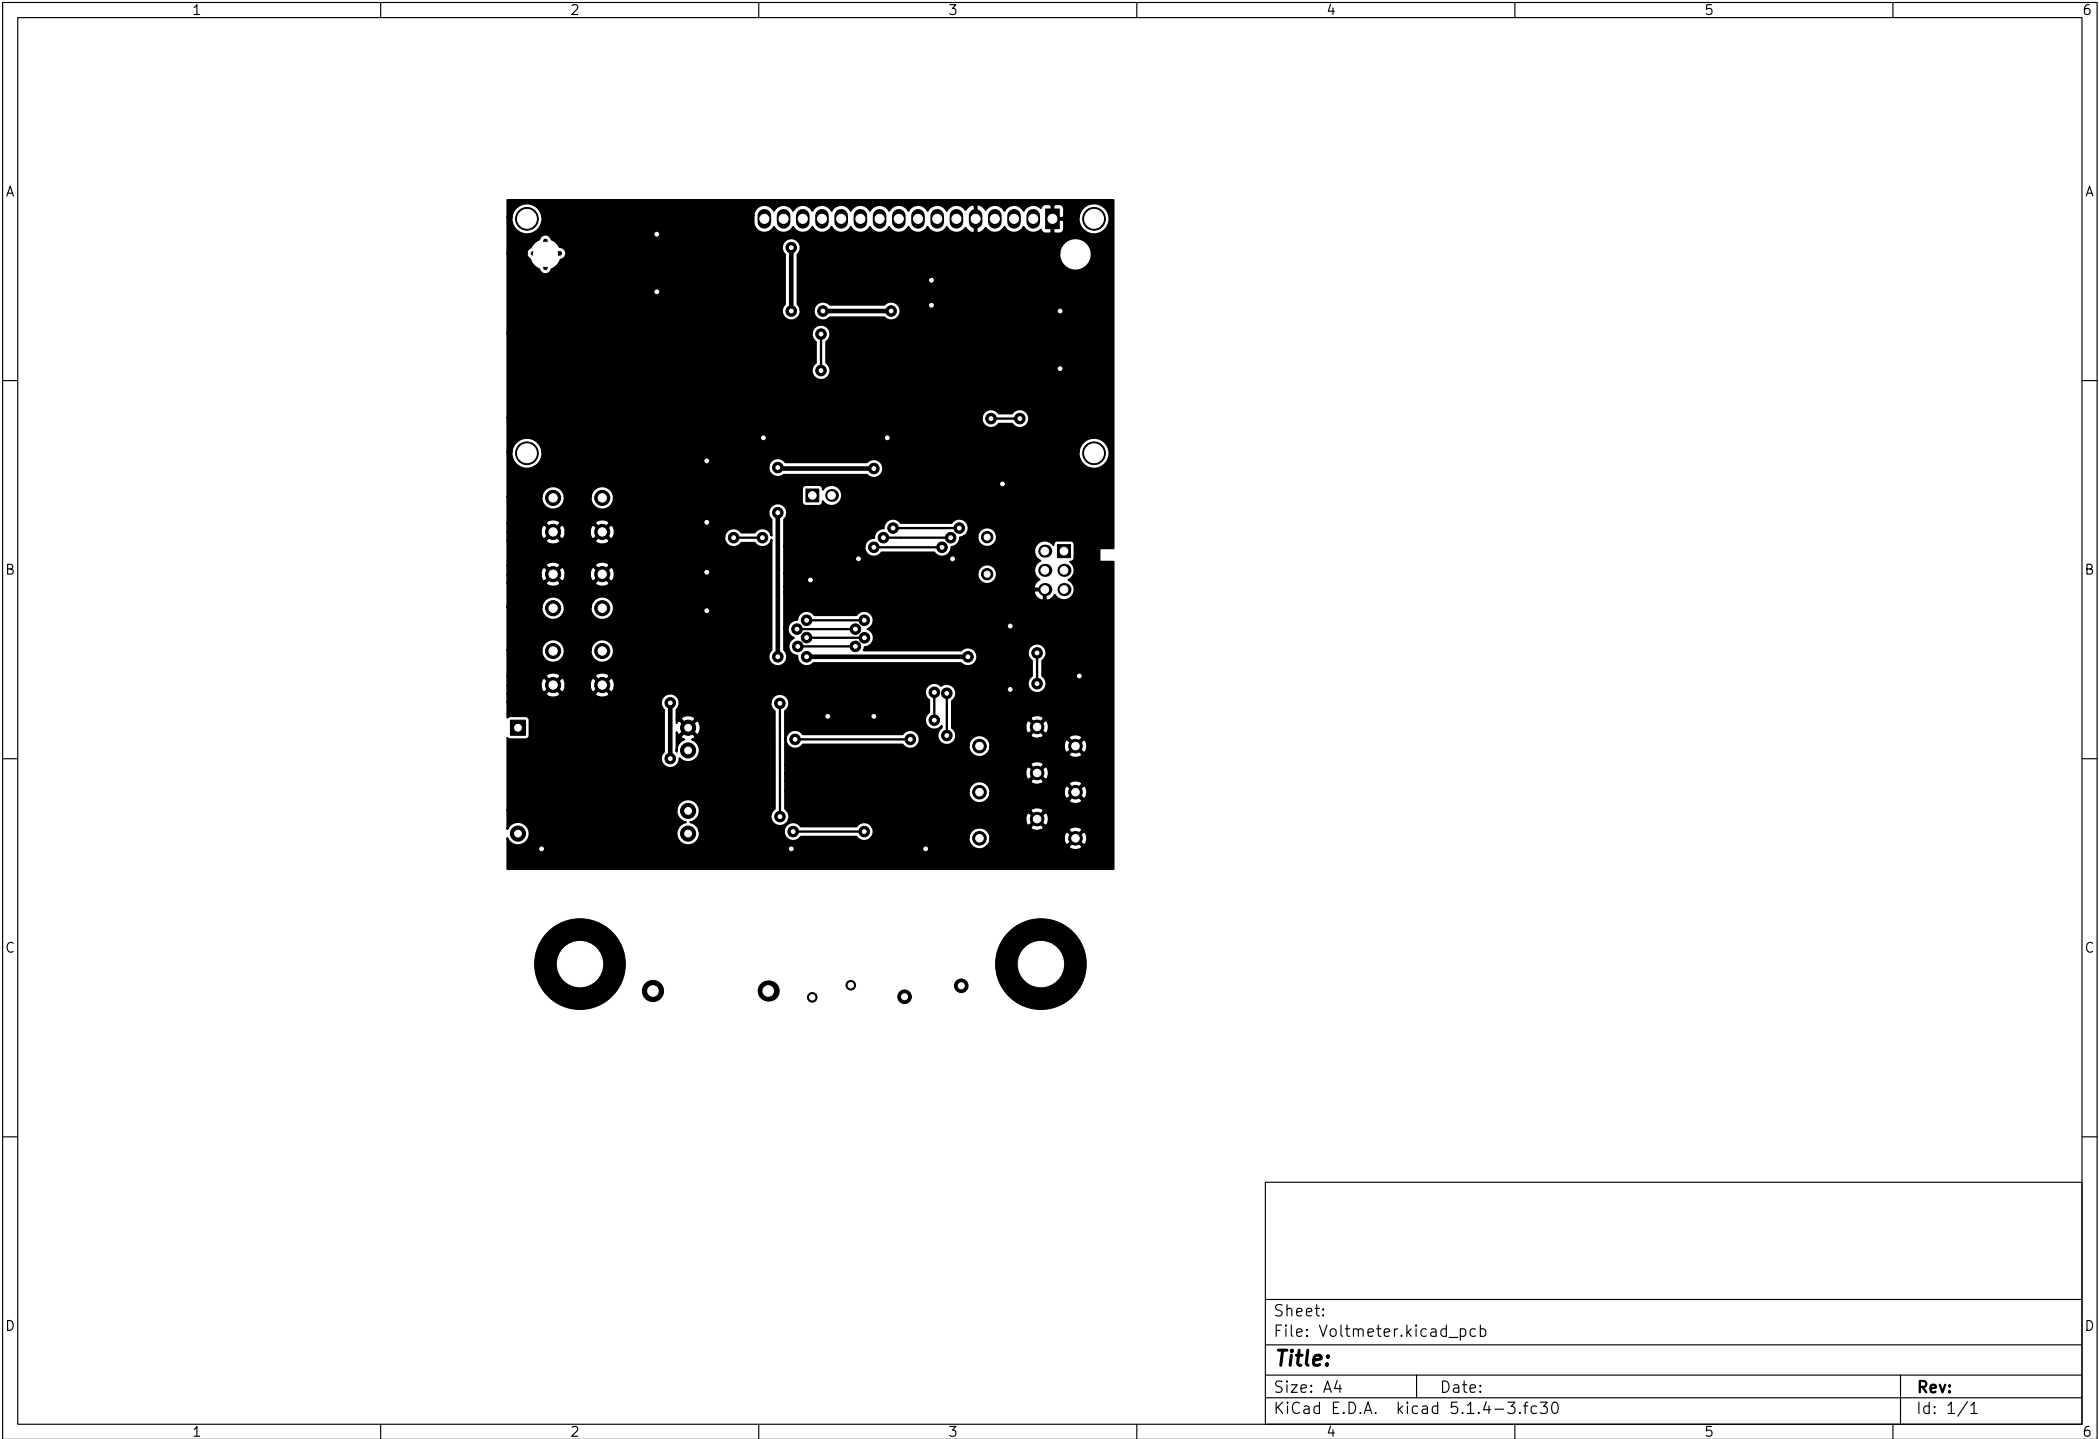 1 2 3 4 5 6
A A
B B
C C
D D
Sheet:
File: Voltmeter.kicad_pcb
Title:
Size: A4 Date: Rev:
KiCad E.D.A. kicad 5.1.4-3.fc30 Id: 1/1
1 2 3 4 5 6